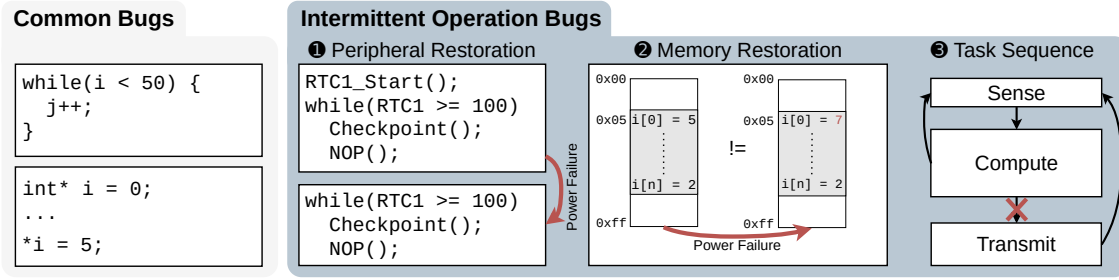 Common Bugs
while(i < 50) {
j++;
}
int* i = 0;
...
*i = 5;
Intermittent Operation Bugs
❶ Peripheral Restoration
RTC1_Start();
while(RTC1 >= 100)
Checkpoint();
NOP();
while(RTC1 >= 100)
Checkpoint();
NOP();
Power Failure
❷ Memory Restoration
0x00
0x05
i[0] = 5
i[n] = 2
0xff
!=
0x00
0x05
i[0] = 7
i[n] = 2
0xff
Power Failure
❸ Task Sequence
Sense
Compute
Transmit